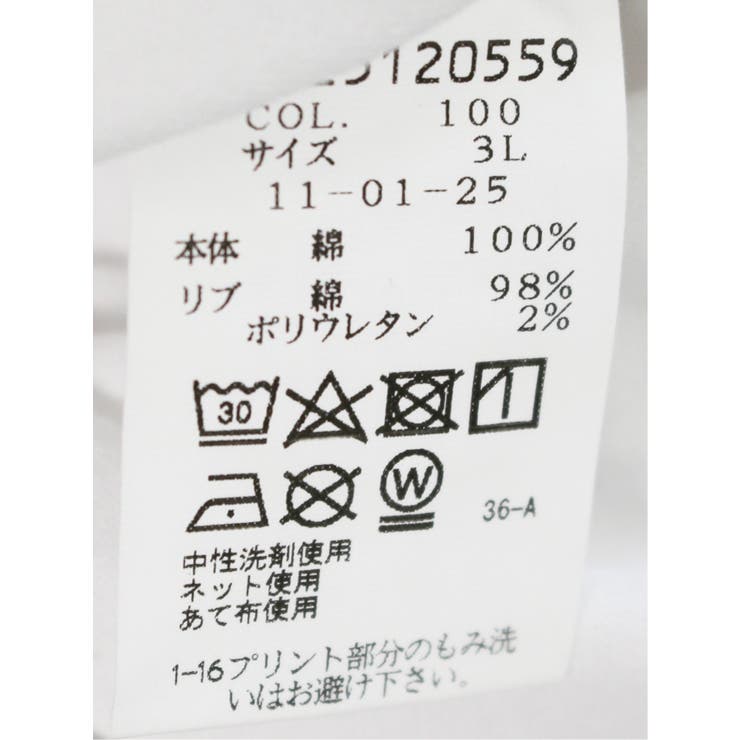 5120559
COL. 100
サイズ 3L
11-01-25
本体 綿 100%
リブ 綿 98%
ポリウレタン 2%
30
W
36-A
中性洗剤使用
ネット使用
あて布使用
1-16プリント部分のもみ洗
いはお避け下さい。